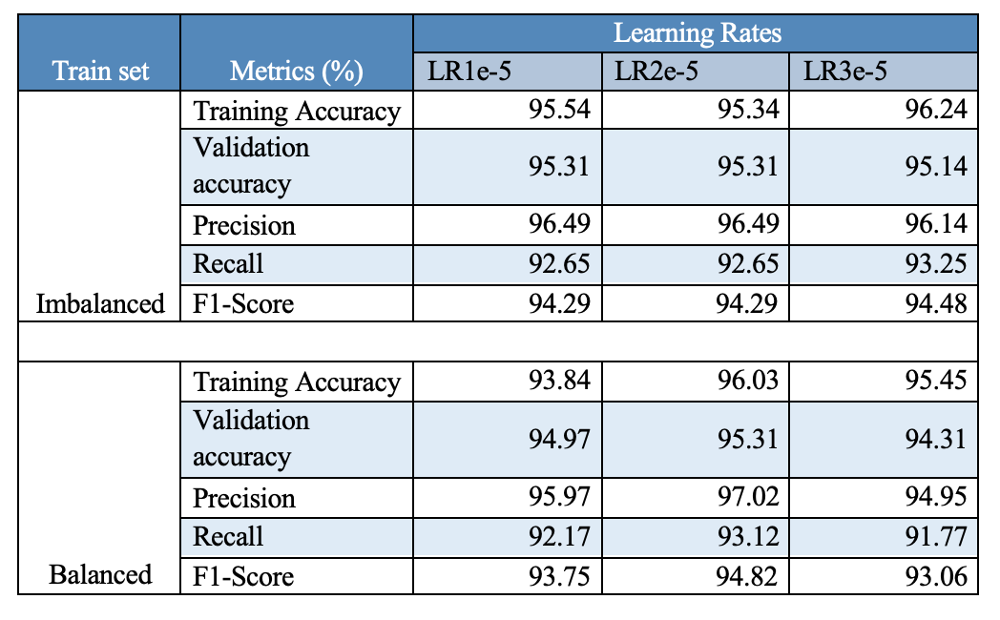 Learning Rates
Train set Metrics (%) LR1e-5 LR2e-5 LR3e-5
Training Accuracy 95.54 95.34 96.24
Validation
accuracy 95.31 95.31 95.14
Precision 96.49 96.49 96.14
Recall 92.65 92.65 93.25
Imbalanced F1-Score 94.29 94.29 94.48
Training Accuracy 93.84 96.03 95.45
Validation
accuracy 94.97 95.31 94.31
Precision 95.97 97.02 94.95
Recall 92.17 93.12 91.77
Balanced F1-Score 93.75 94.82 93.06